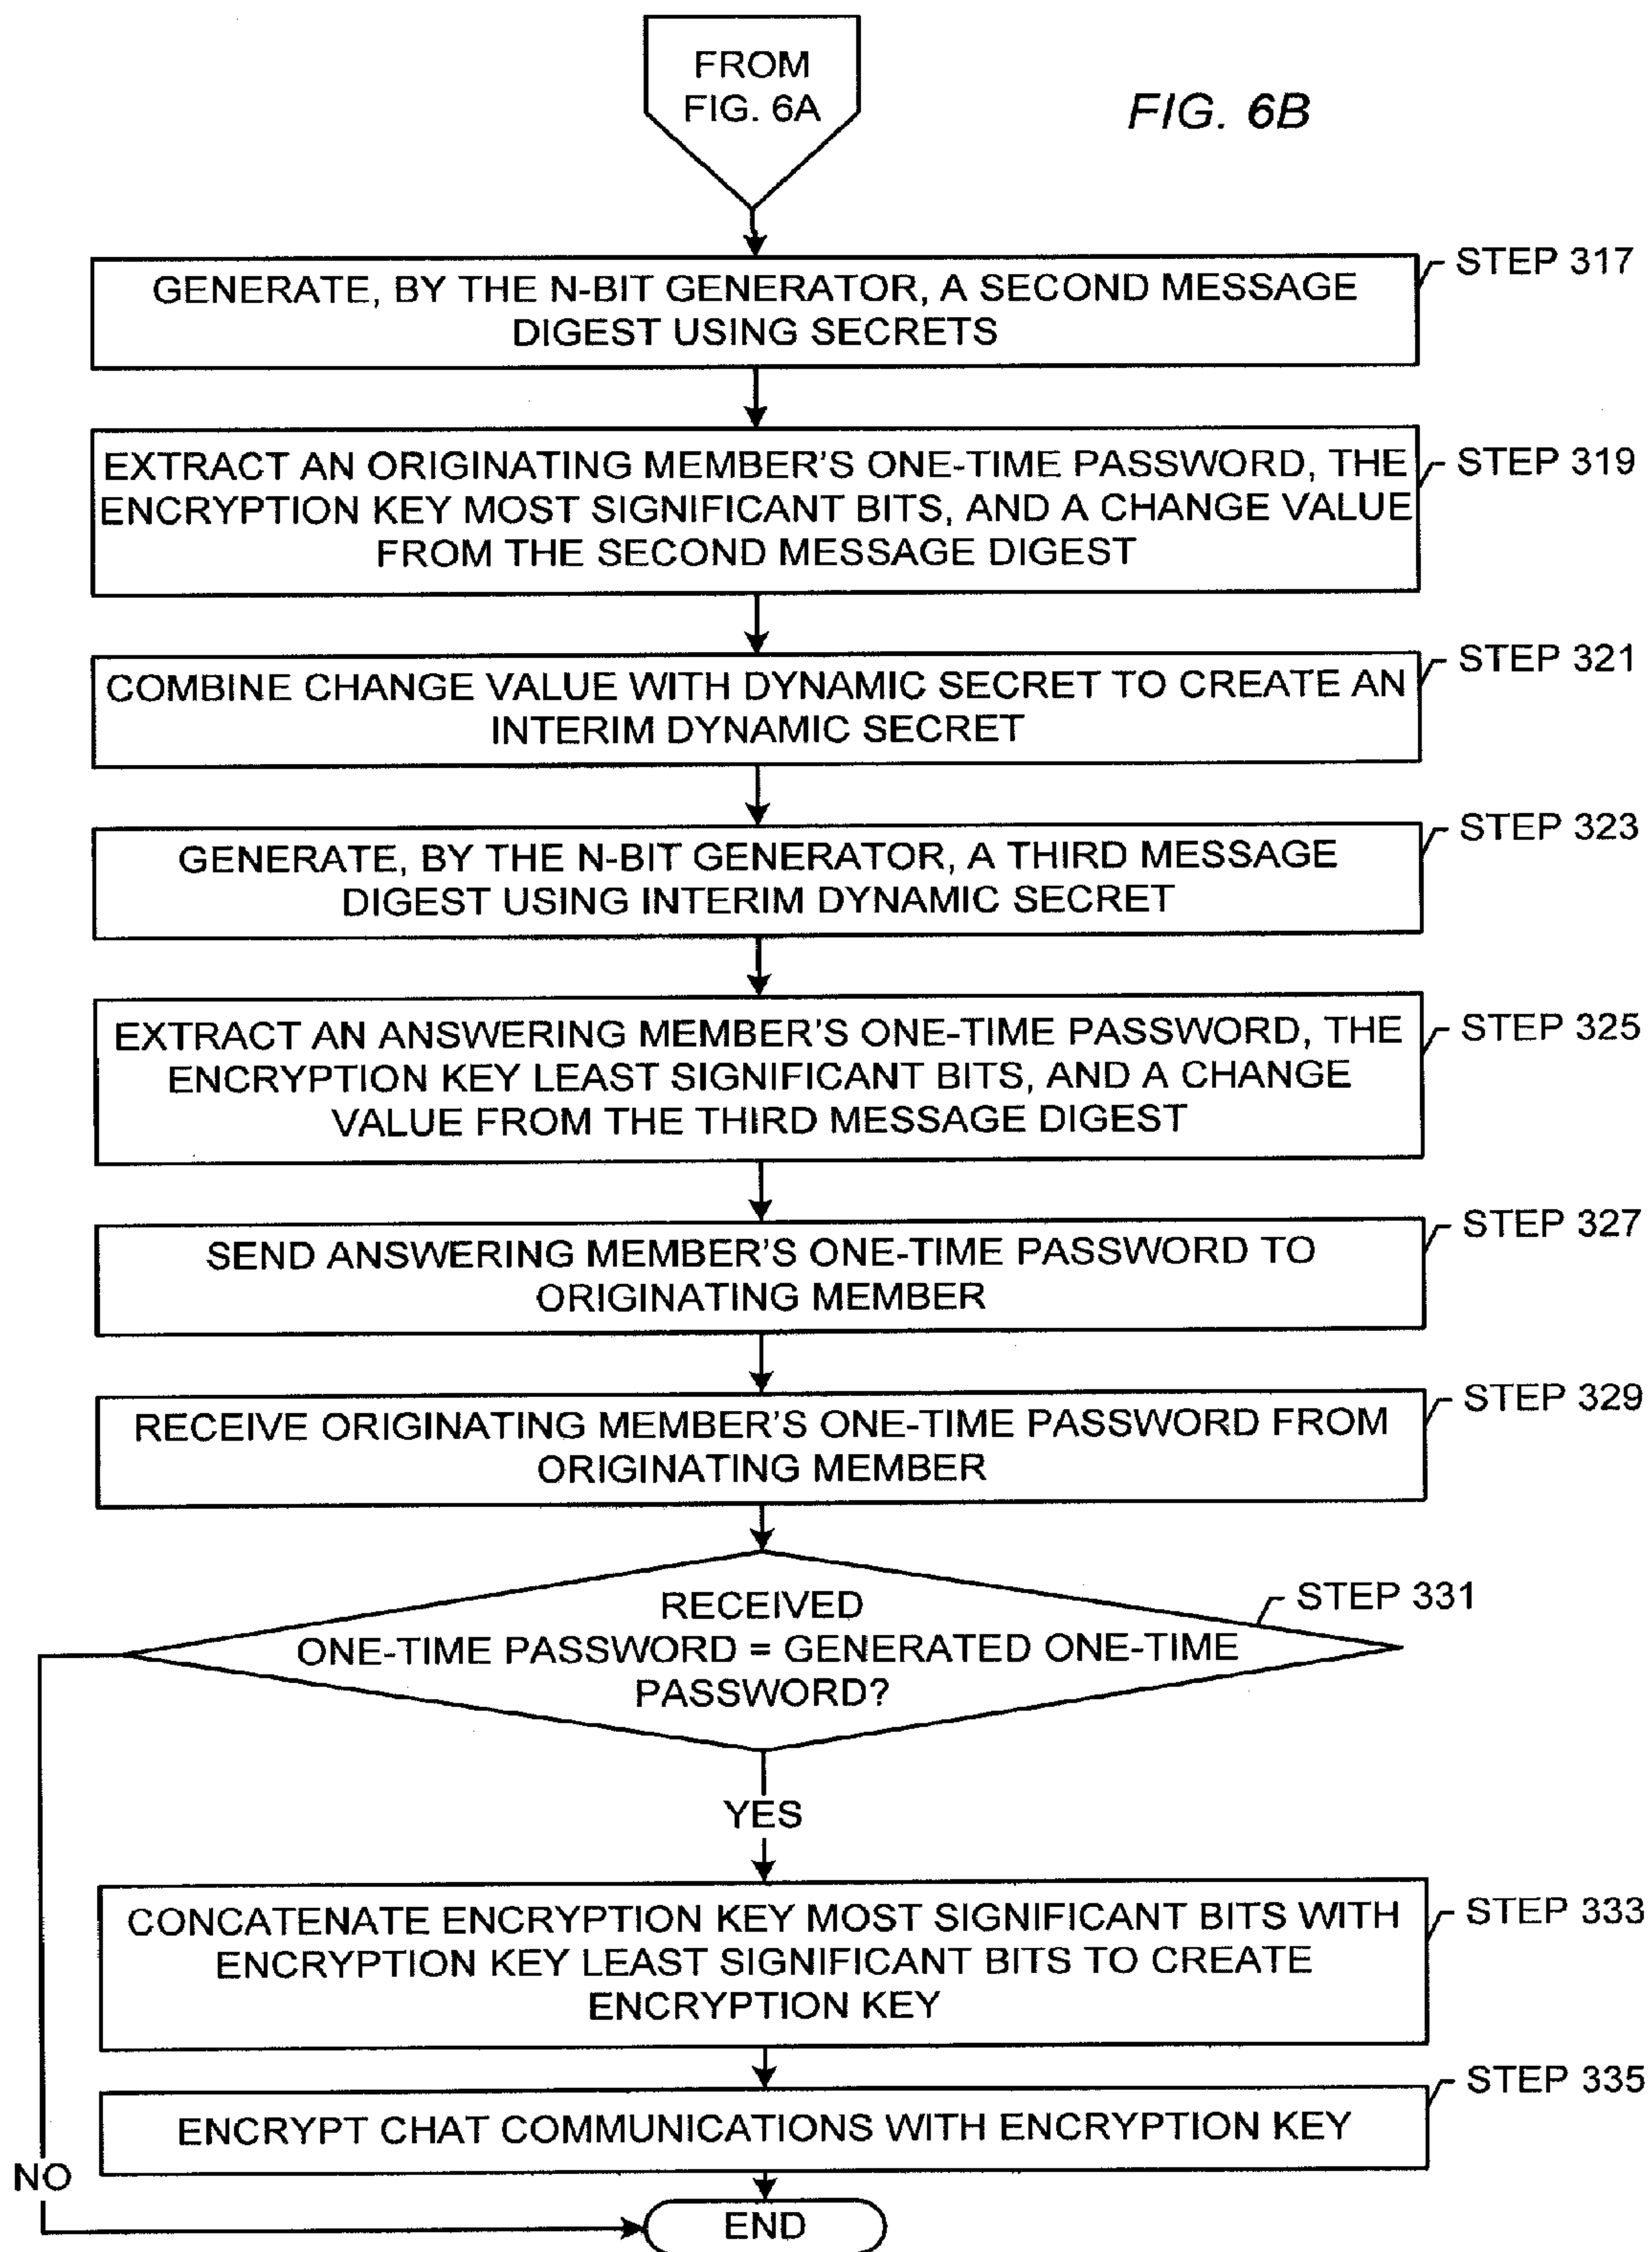 FROM
FIG. 6A
FIG. 6B
STEP 317
GENERATE, BY THE N-BIT GENERATOR, A SECOND MESSAGE
DIGEST USING SECRETS
STEP 319
EXTRACT AN ORIGINATING MEMBER'S ONE-TIME PASSWORD, THE
ENCRYPTION KEY MOST SIGNIFICANT BITS, AND A CHANGE VALUE
FROM THE SECOND MESSAGE DIGEST
STEP 321
COMBINE CHANGE VALUE WITH DYNAMIC SECRET TO CREATE AN
INTERIM DYNAMIC SECRET
STEP 323
GENERATE, BY THE N-BIT GENERATOR, A THIRD MESSAGE
DIGEST USING INTERIM DYNAMIC SECRET
STEP 325
EXTRACT AN ANSWERING MEMBER'S ONE-TIME PASSWORD, THE
ENCRYPTION KEY LEAST SIGNIFICANT BITS, AND A CHANGE
VALUE FROM THE THIRD MESSAGE DIGEST
STEP 327
SEND ANSWERING MEMBER'S ONE-TIME PASSWORD TO
ORIGINATING MEMBER
STEP 329
RECEIVE ORIGINATING MEMBER'S ONE-TIME PASSWORD FROM
ORIGINATING MEMBER
STEP 331
RECEIVED
ONE-TIME PASSWORD = GENERATED ONE-TIME
PASSWORD?
YES
STEP 333
CONCATENATE ENCRYPTION KEY MOST SIGNIFICANT BITS WITH
ENCRYPTION KEY LEAST SIGNIFICANT BITS TO CREATE
ENCRYPTION KEY
STEP 335
ENCRYPT CHAT COMMUNICATIONS WITH ENCRYPTION KEY
NO
END